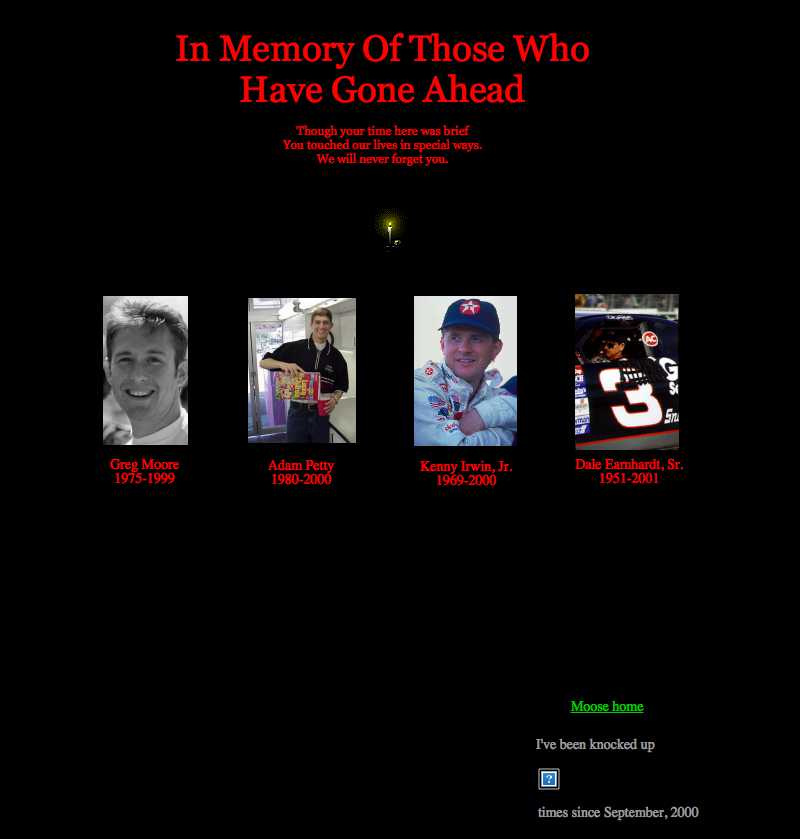 In Memory Of Those Who
Have Gone Ahead
Though your time here was brief
You touched our lives in special ways.
We will never forget you.
Greg Moore
1975-1999
Adam Petty
1980-2000
Kenny Irwin, Jr.
1969-2000
AC
3
Dale Earnhardt, Sr.
1951-2001
Moose home
I've been knocked up
?
times since September, 2000